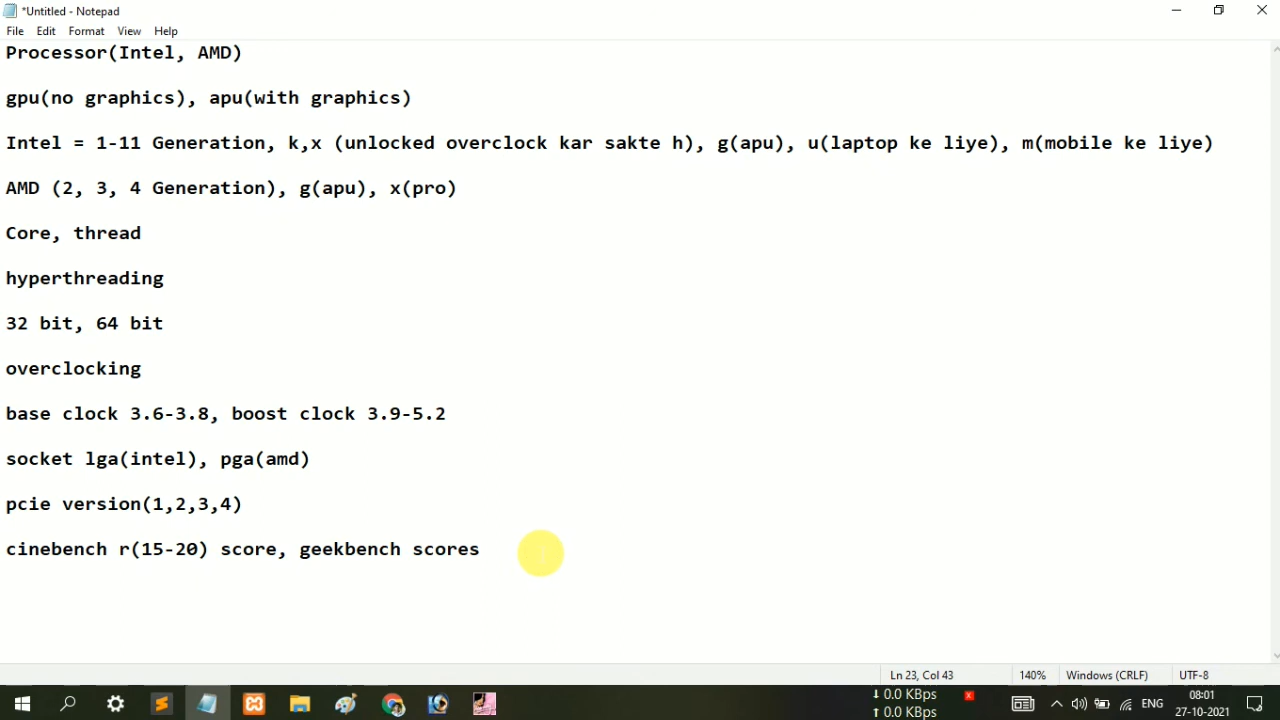 *Untitled - Notepad
File Edit Format View Help
Processor(Intel, AMD)
gpu(no graphics), apu(with graphics)
Intel = 1-11 Generation, k,x (unlocked overclock kar sakte h), g(apu), u(laptop ke liye), m(mobile ke liye)
AMD (2, 3, 4 Generation), g(apu), x(pro)
Core, thread
hyperthreading
32 bit, 64 bit
overclocking
base clock 3.6-3.8, boost clock 3.9-5.2
socket lga(intel), pga(amd)
pcie version(1,2,3,4)
cinebench r(15-20) score, geekbench scores
Ln 23, Col 43 140% Windows (CRLF) UTF-8
↓ 0.0 KBps
↑ 0.0 KBps
ENG
08:01
27-10-2021